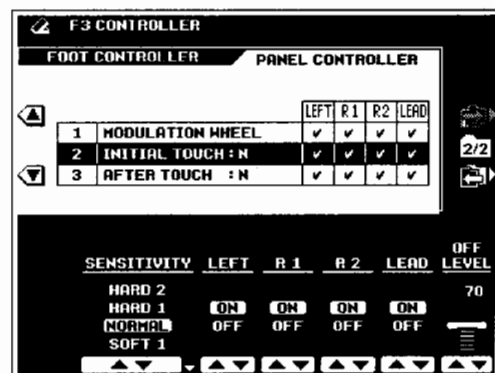 F3 CONTROLLER
FOOT CONTROLLER PANEL CONTROLLER
LEFT R1 R2 LEAD
1 MODULATION WHEEL ✓ ✓ ✓ ✓
2 INITIAL TOUCH : N ✓ ✓ ✓ ✓
3 AFTER TOUCH : N ✓ ✓ ✓ ✓
2/2
SENSITIVITY LEFT R1 R2 LEAD OFF LEVEL
HARD 2 70
HARD 1 ON ON ON ON
NORMAL OFF OFF OFF OFF
SOFT 1